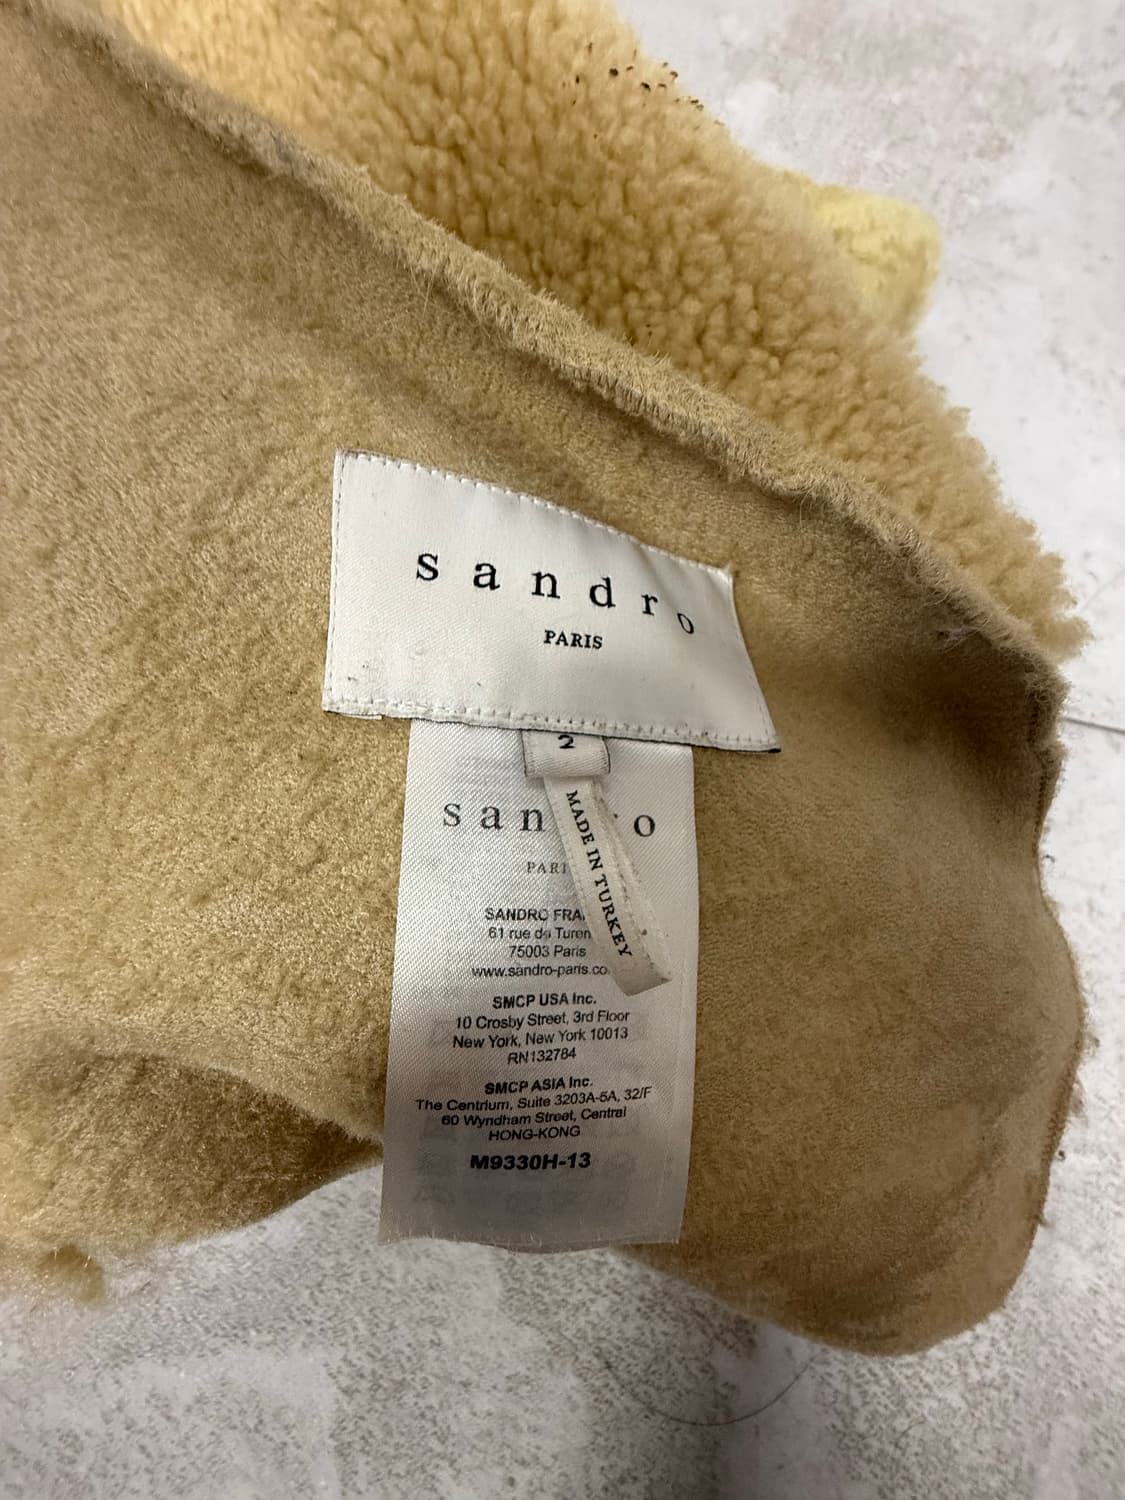 sandro
PARIS
2
MADE IN TURKEY
san o
PARI
SANDRO FRA
61 rue de Turen
75003 Paris
www.sandro-paris.co
SMCP USA Inc.
10 Crosby Street, 3rd Floor
New York, New York 10013
RN132784
SMCP ASIA Inc.
The Centrium, Suite 3203A-5A, 32/F
60 Wyndham Street, Central
HONG-KONG
M9330H-13